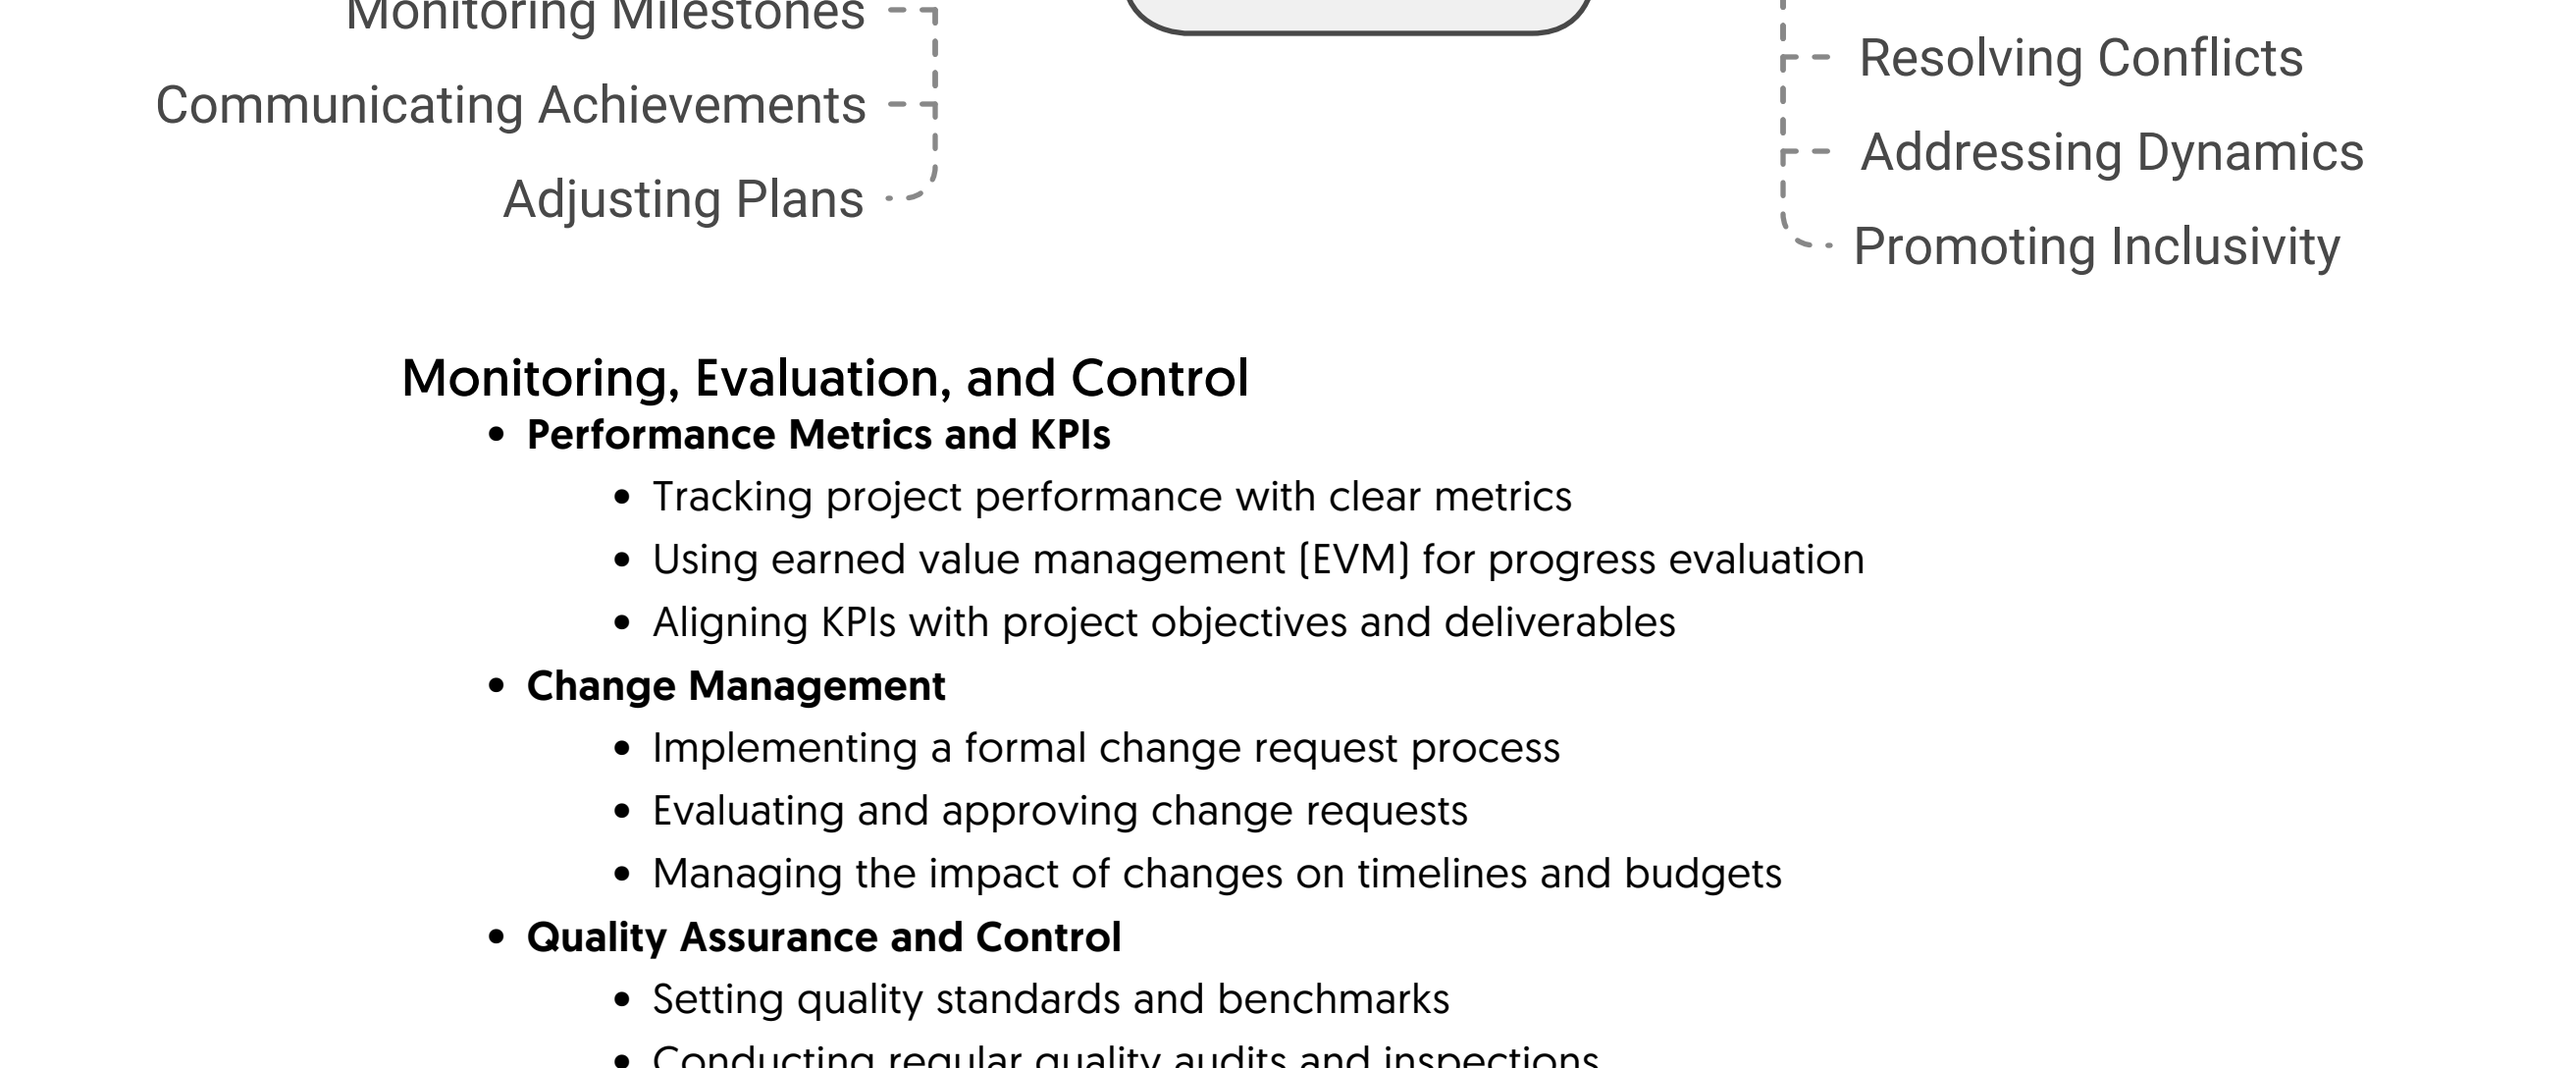 Monitoring Milestones
Communicating Achievements
Adjusting Plans
Resolving Conflicts
Addressing Dynamics
Promoting Inclusivity
Monitoring, Evaluation, and Control
• Performance Metrics and KPIs
• Tracking project performance with clear metrics
• Using earned value management (EVM) for progress evaluation
• Aligning KPIs with project objectives and deliverables
• Change Management
• Implementing a formal change request process
• Evaluating and approving change requests
• Managing the impact of changes on timelines and budgets
• Quality Assurance and Control
• Setting quality standards and benchmarks
• Conducting regular quality audits and inspections